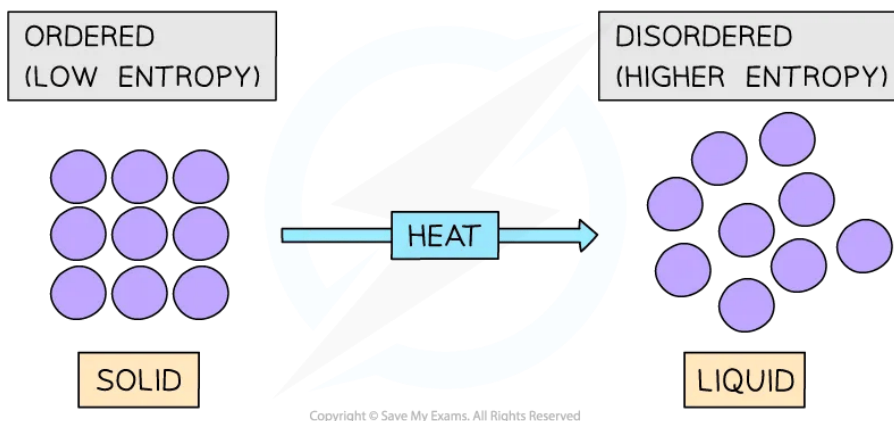 ORDERED
(LOW ENTROPY)
DISORDERED
(HIGHER ENTROPY)
HEAT
SOLID
LIQUID
Copyright © Save My Exams. All Rights Reserved